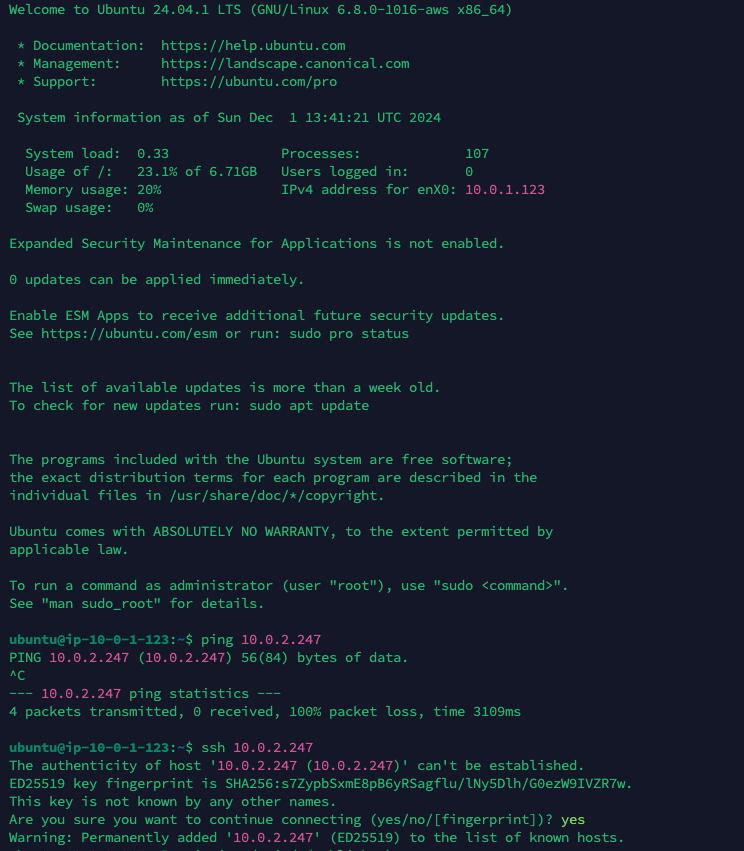 Welcome to Ubuntu 24.04.1 LTS (GNU/Linux 6.8.0-1016-aws x86_64)
* Documentation:  https://help.ubuntu.com
* Management:     https://landscape.canonical.com
* Support:        https://ubuntu.com/pro
System information as of Sun Dec  1 13:41:21 UTC 2024
System load:  0.33              Processes:             107
Usage of /:   23.1% of 6.71GB   Users logged in:       0
Memory usage: 20%               IPv4 address for enX0: 10.0.1.123
Swap usage:   0%
Expanded Security Maintenance for Applications is not enabled.
0 updates can be applied immediately.
Enable ESM Apps to receive additional future security updates.
See https://ubuntu.com/esm or run: sudo pro status
The list of available updates is more than a week old.
To check for new updates run: sudo apt update
The programs included with the Ubuntu system are free software;
the exact distribution terms for each program are described in the
individual files in /usr/share/doc/*/copyright.
Ubuntu comes with ABSOLUTELY NO WARRANTY, to the extent permitted by
applicable law.
To run a command as administrator (user "root"), use "sudo <command>".
See "man sudo_root" for details.
ubuntu@ip-10-0-1-123:~$ ping 10.0.2.247
PING 10.0.2.247 (10.0.2.247) 56(84) bytes of data.
^C
--- 10.0.2.247 ping statistics ---
4 packets transmitted, 0 received, 100% packet loss, time 3109ms
ubuntu@ip-10-0-1-123:~$ ssh 10.0.2.247
The authenticity of host '10.0.2.247 (10.0.2.247)' can't be established.
ED25519 key fingerprint is SHA256:s7ZypbSxmE8pB6yRSagflu/lNy5Dlh/G0ezW9IVZR7w.
This key is not known by any other names.
Are you sure you want to continue connecting (yes/no/[fingerprint])? yes
Warning: Permanently added '10.0.2.247' (ED25519) to the list of known hosts.